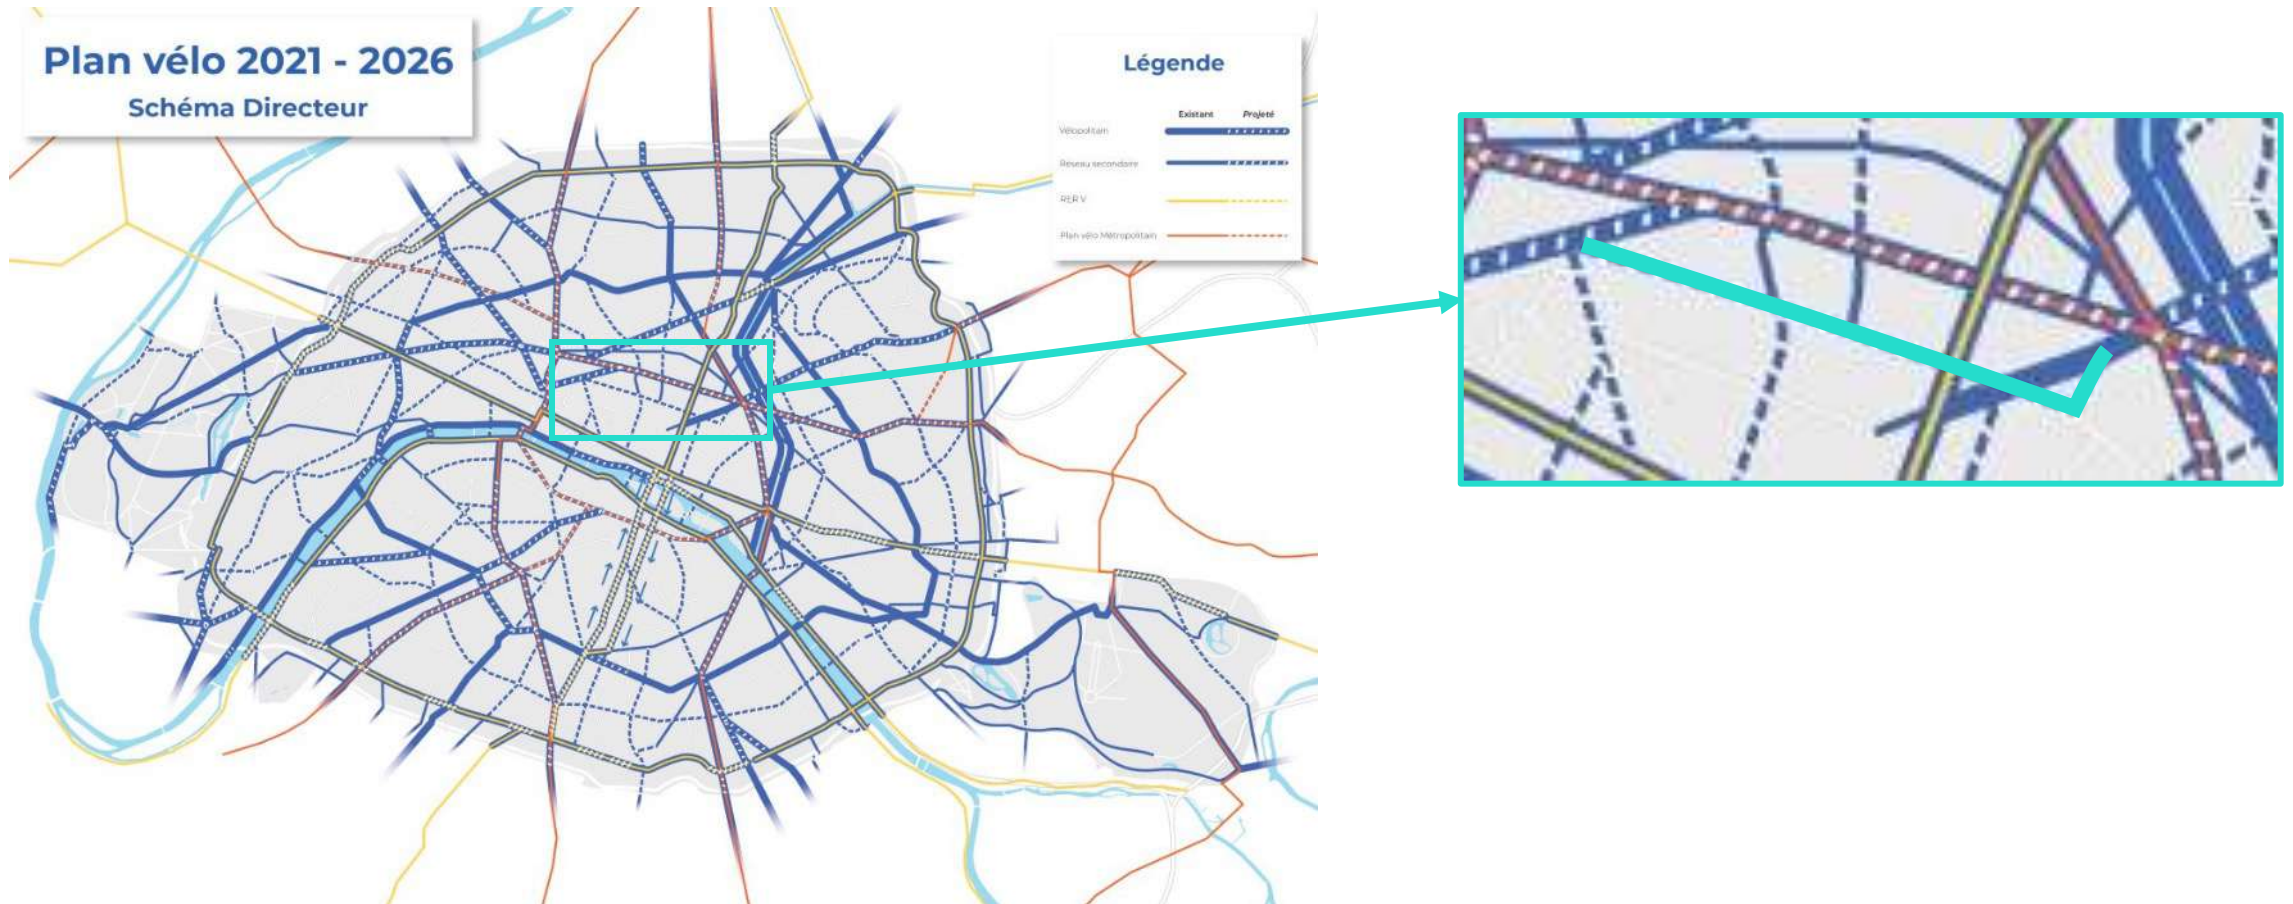 Plan vélo 2021 - 2026
Schéma Directeur
Légende
Existant Projeté
Vélopolitain
Réseau secondaire
RER V
Plan vélo Métropolitain